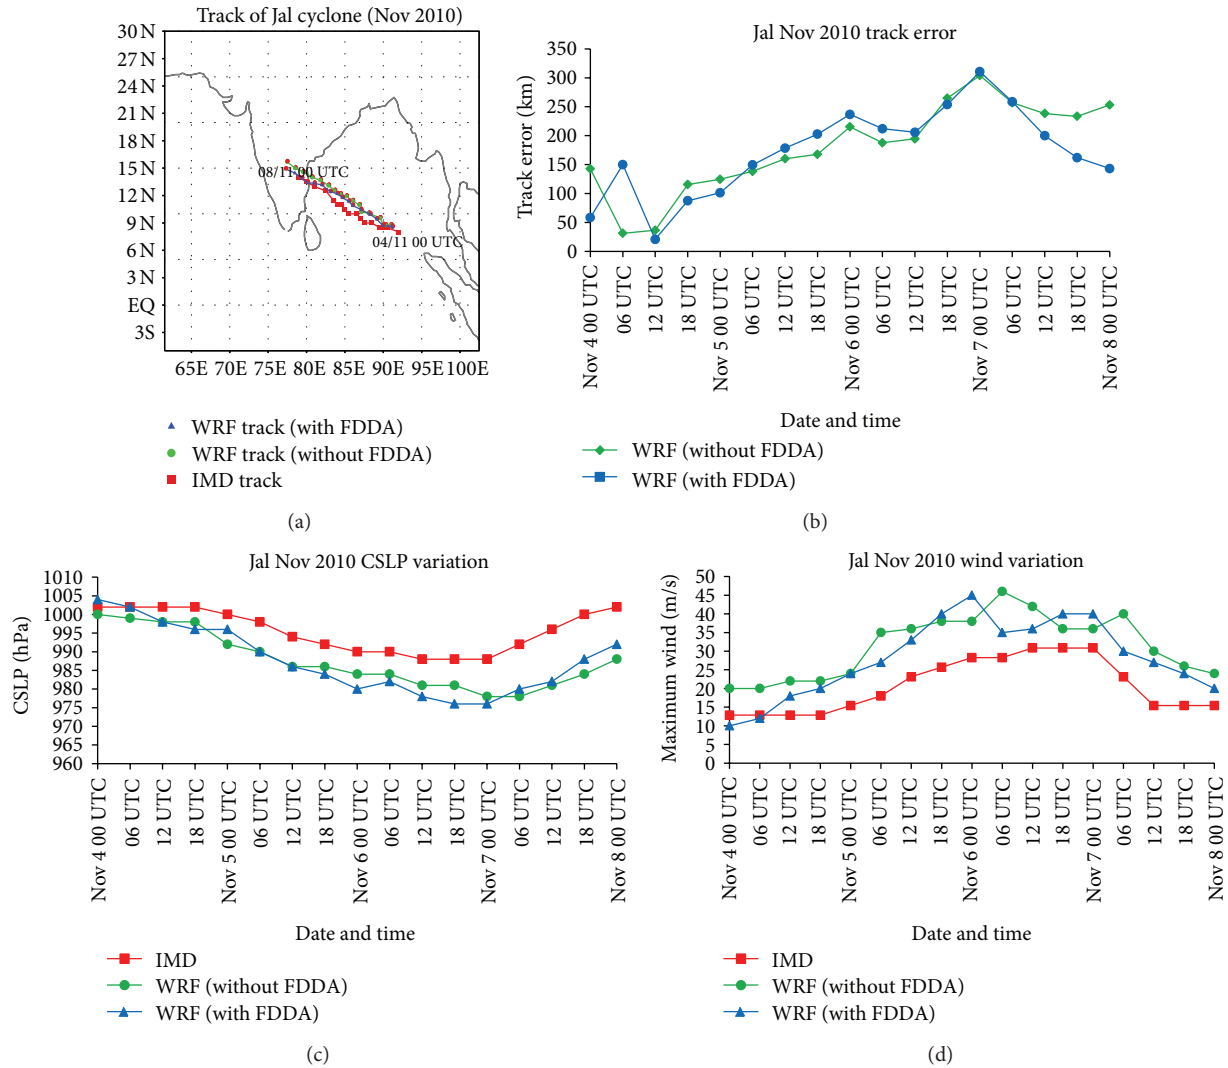 Track of Jal cyclone (Nov 2010)
30 N
27 N
24 N
21 N
18 N
15 N
12 N
9 N
6 N
3 N
EQ
3S
08/11 00 UTC
04/11 00 UTC
65E 70E 75E 80E 85E 90E 95E 100E
WRF track (with FDDA)
WRF track (without FDDA)
IMD track
(a)
Jal Nov 2010 track error
Track error (km)
350
300
250
200
150
100
50
0
Nov 4 00 UTC
06 UTC
12 UTC
18 UTC
Nov 5 00 UTC
06 UTC
12 UTC
18 UTC
Nov 6 00 UTC
06 UTC
12 UTC
18 UTC
Nov 7 00 UTC
06 UTC
12 UTC
18 UTC
Nov 8 00 UTC
Date and time
WRF (without FDDA)
WRF (with FDDA)
(b)
Jal Nov 2010 CSLP variation
CSLP (hPa)
1010
1005
1000
995
990
985
980
975
970
965
960
Nov 4 00 UTC
06 UTC
12 UTC
18 UTC
Nov 5 00 UTC
06 UTC
12 UTC
18 UTC
Nov 6 00 UTC
06 UTC
12 UTC
18 UTC
Nov 7 00 UTC
06 UTC
12 UTC
18 UTC
Nov 8 00 UTC
Date and time
IMD
WRF (without FDDA)
WRF (with FDDA)
(c)
Jal Nov 2010 wind variation
Maximum wind (m/s)
50
45
40
35
30
25
20
15
10
5
0
Nov 4 00 UTC
06 UTC
12 UTC
18 UTC
Nov 5 00 UTC
06 UTC
12 UTC
18 UTC
Nov 6 00 UTC
06 UTC
12 UTC
18 UTC
Nov 7 00 UTC
06 UTC
12 UTC
18 UTC
Nov 8 00 UTC
Date and time
IMD
WRF (without FDDA)
WRF (with FDDA)
(d)